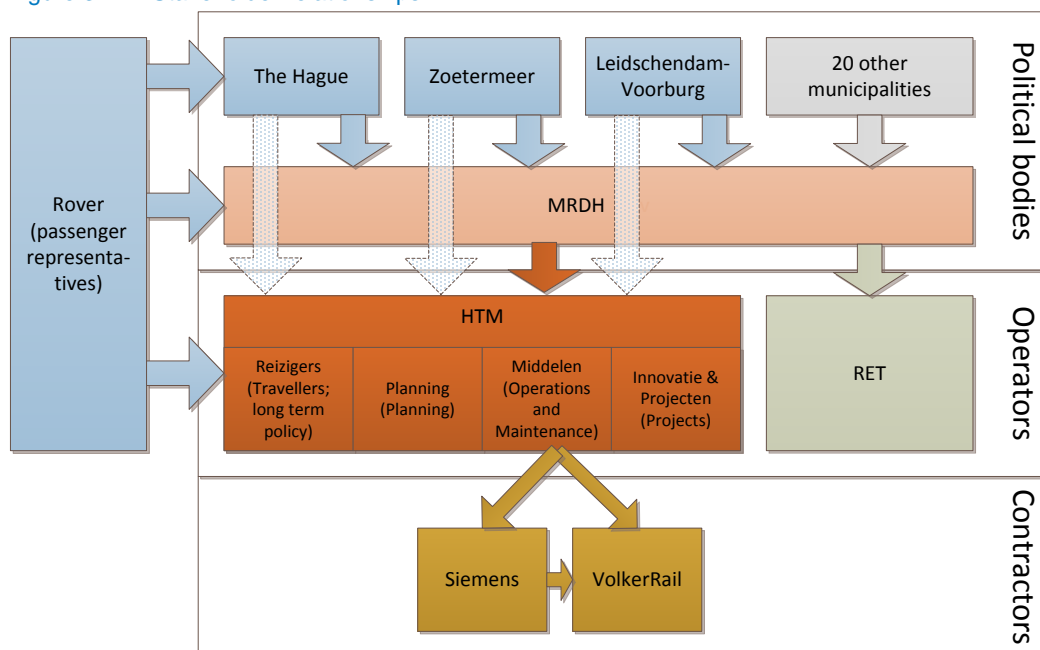 The Hague
Zoetermeer
Leidschendam-
Voorburg
20 other
municipalities
Political bodies
Rover
(passenger
representa-
tives)
MRDH
HTM
Reizigers
(Travellers;
long term
policy)
Planning
(Planning)
Middelen
(Operations
and
Maintenance)
Innovatie &
Projecten
(Projects)
RET
Operators
Siemens
VolkerRail
Contractors